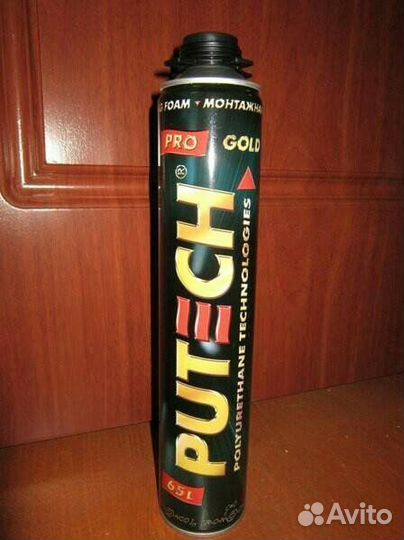 FOAM ▾ МОНТАЖНА
PRO GOLD
PUTECH®
POLYURETHANE TECHNOLOGIES
65L
Avito